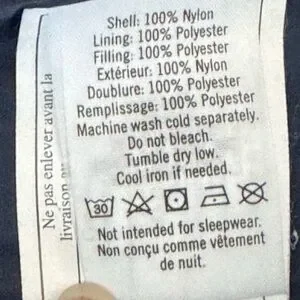 Shell: 100% Nylon
Lining: 100% Polyester
Filling: 100% Polyester
Extérieur: 100% Nylon
Doublure: 100% Polyester
Remplissage: 100% Polyester
Machine wash cold separately.
Do not bleach.
Tumble dry low.
Cool iron if needed.
30
Not intended for sleepwear.
Non conçu comme vêtement
de nuit.
Ne pas enlever avant la
livraison